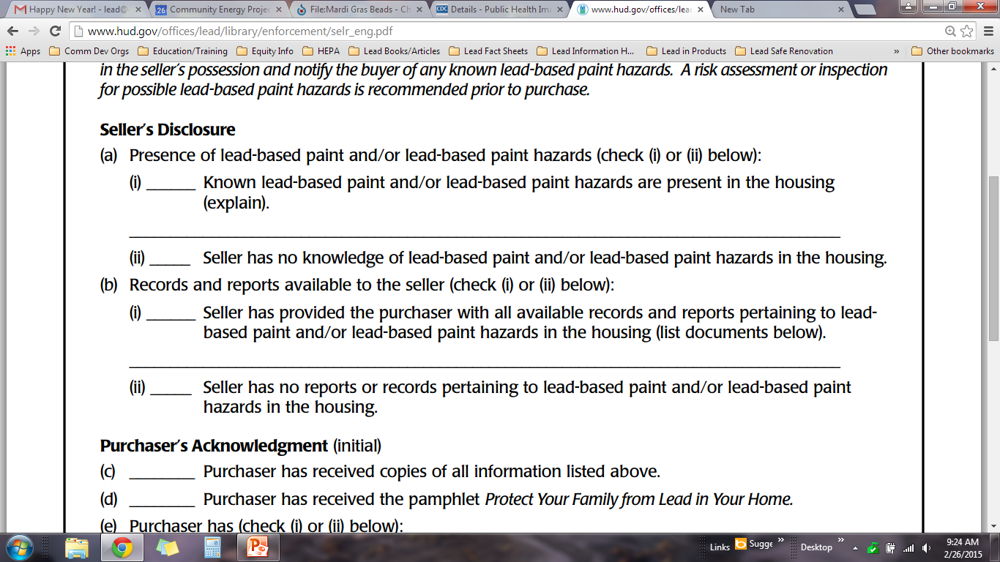 Happy New Year! - lead@
Community Energy Projec
File:Mardi Gras Beads - Ch
Details - Public Health Ima
www.hud.gov/offices/lead
New Tab
www.hud.gov/offices/lead/library/enforcement/selr_eng.pdf
Apps Comm Dev Orgs Education/Training Equity Info HEPA Lead Books/Articles Lead Fact Sheets Lead Information H... Lead in Products Lead Safe Renovation » Other bookmarks
in the seller's possession and notify the buyer of any known lead-based paint hazards. A risk assessment or inspection
for possible lead-based paint hazards is recommended prior to purchase.
Seller's Disclosure
(a) Presence of lead-based paint and/or lead-based paint hazards (check (i) or (ii) below):
(i) ______ Known lead-based paint and/or lead-based paint hazards are present in the housing
(explain).
(ii) _____ Seller has no knowledge of lead-based paint and/or lead-based paint hazards in the housing.
(b) Records and reports available to the seller (check (i) or (ii) below):
(i) ______ Seller has provided the purchaser with all available records and reports pertaining to lead-
based paint and/or lead-based paint hazards in the housing (list documents below).
(ii) _____ Seller has no reports or records pertaining to lead-based paint and/or lead-based paint
hazards in the housing.
Purchaser's Acknowledgment (initial)
(c) ________ Purchaser has received copies of all information listed above.
(d) ________ Purchaser has received the pamphlet Protect Your Family from Lead in Your Home.
(e) Purchaser has (check (i) or (ii) below):
Links Sugge » Desktop »
9:24 AM
2/26/2015